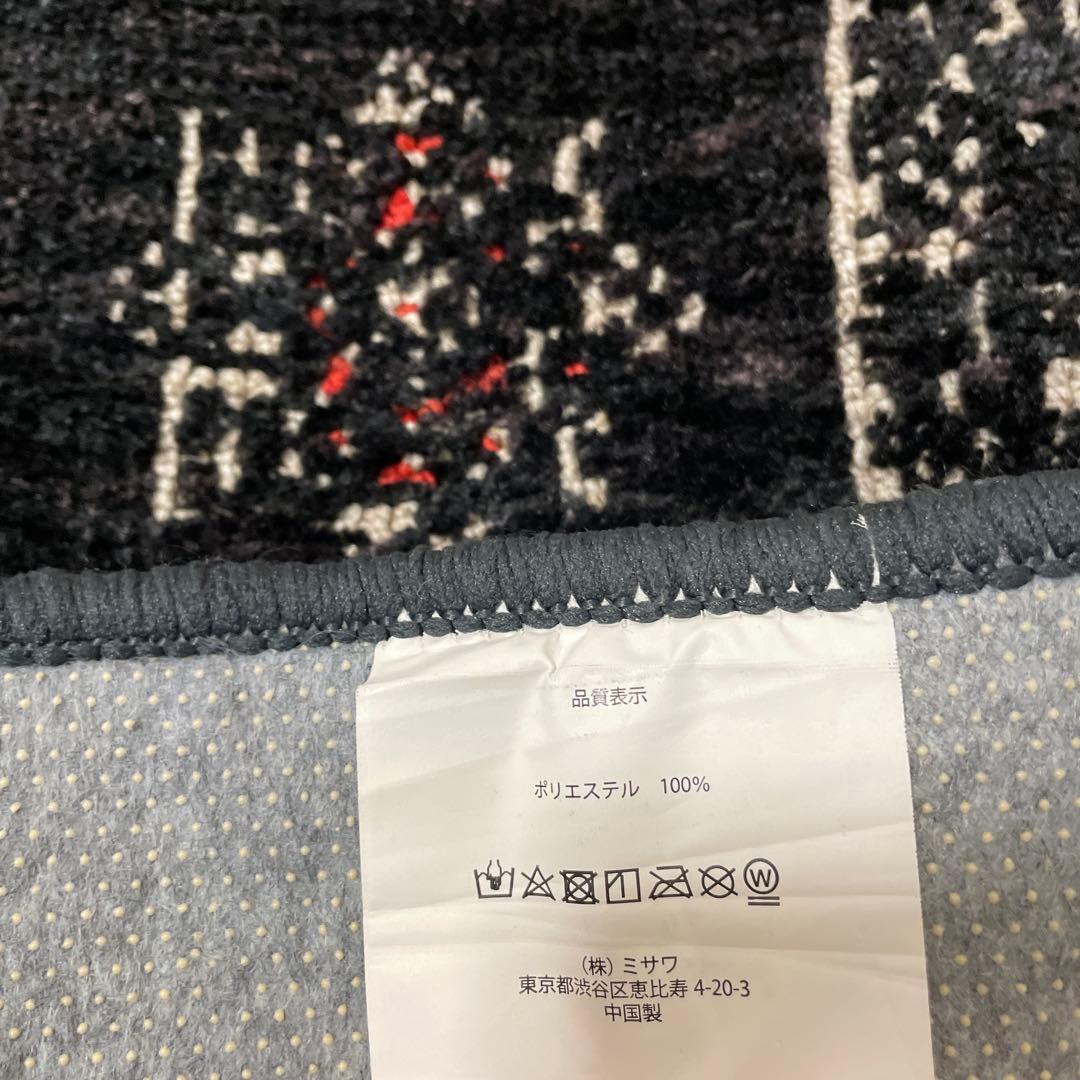 品質表示
ポリエステル 100%
W
(株) ミサワ
東京都渋谷区恵比寿 4-20-3
中国製